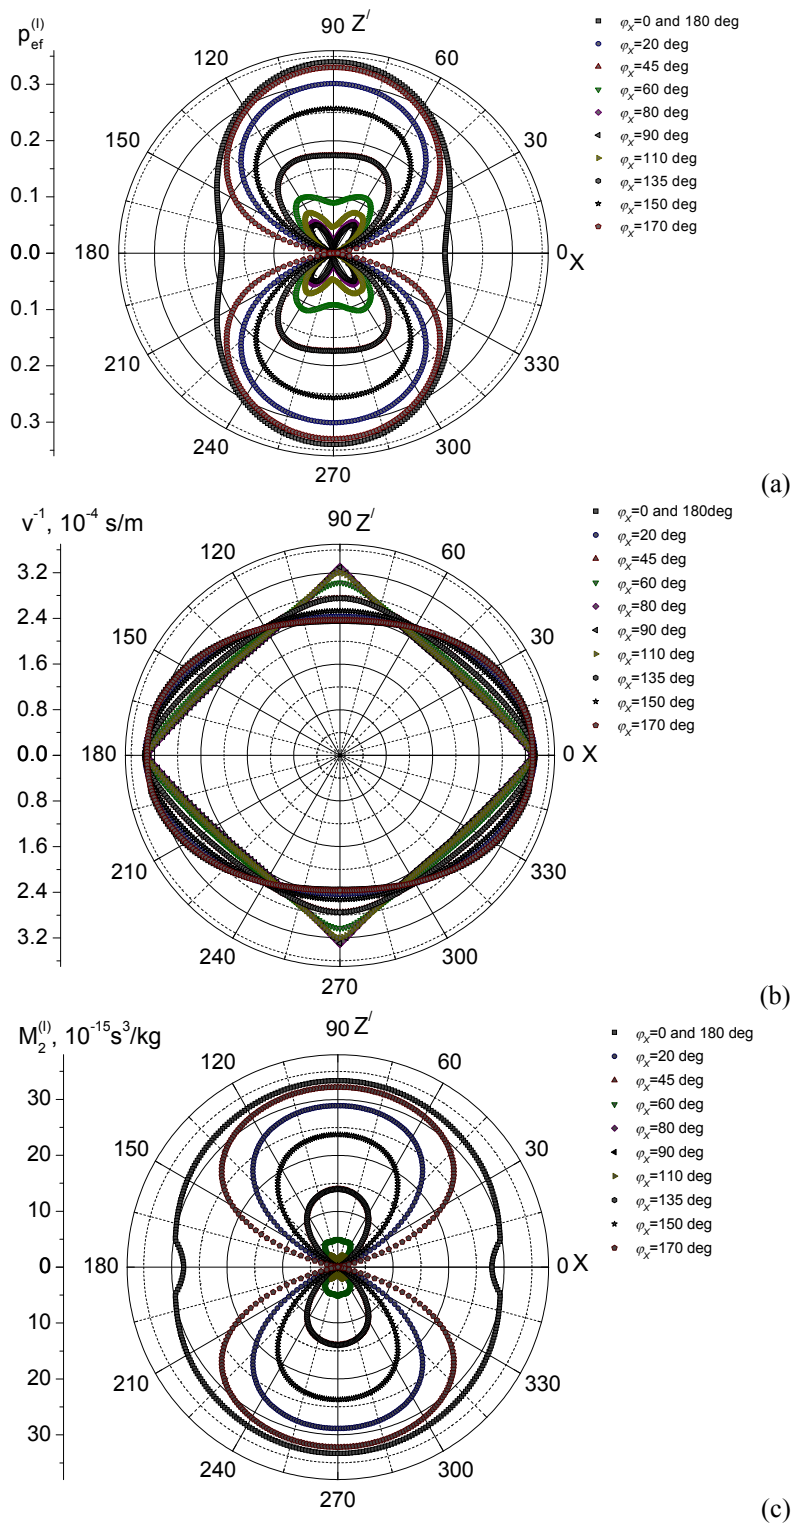 p_ef^(l)
90 Z/
120
60
150
30
180
0 X
210
330
240
300
270
0.3
0.2
0.1
0.0
0.1
0.2
0.3
φX=0 and 180 deg
φX=20 deg
φX=45 deg
φX=60 deg
φX=80 deg
φX=90 deg
φX=110 deg
φX=135 deg
φX=150 deg
φX=170 deg
(a)
v-1, 10-4 s/m
90 Z/
120
60
150
30
180
0 X
210
330
240
300
270
3.2
2.4
1.6
0.8
0.0
0.8
1.6
2.4
3.2
φX=0 and 180deg
φX=20 deg
φX=45 deg
φX=60 deg
φX=80 deg
φX=90 deg
φX=110 deg
φX=135 deg
φX=150 deg
φX=170 deg
(b)
M2(l), 10-15s3/kg
90 Z/
120
60
150
30
180
0 X
210
330
240
300
270
30
20
10
0
10
20
30
φX=0 and 180 deg
φX=20 deg
φX=45 deg
φX=60 deg
φX=80 deg
φX=90 deg
φX=110 deg
φX=135 deg
φX=150 deg
φX=170 deg
(c)